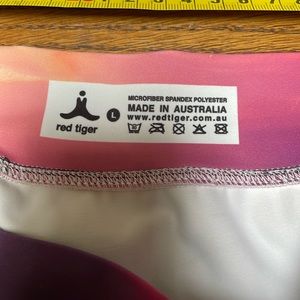 red tiger
L
MICROFIBER SPANDEX POLYESTER
MADE IN AUSTRALIA
www.redtiger.com.au